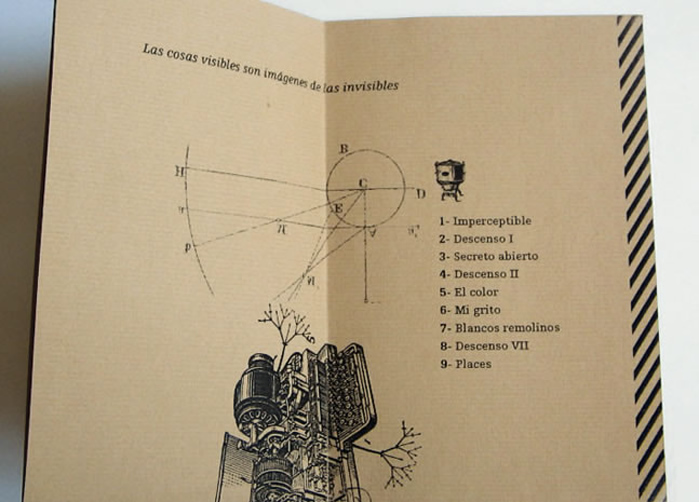 Las cosas visibles son imágenes de las invisibles
B
H
C
D
E
A
1- Imperceptible
2- Descenso I
3- Secreto abierto
4- Descenso II
5- El color
6- Mi grito
7- Blancos remolinos
8- Descenso VII
9- Places